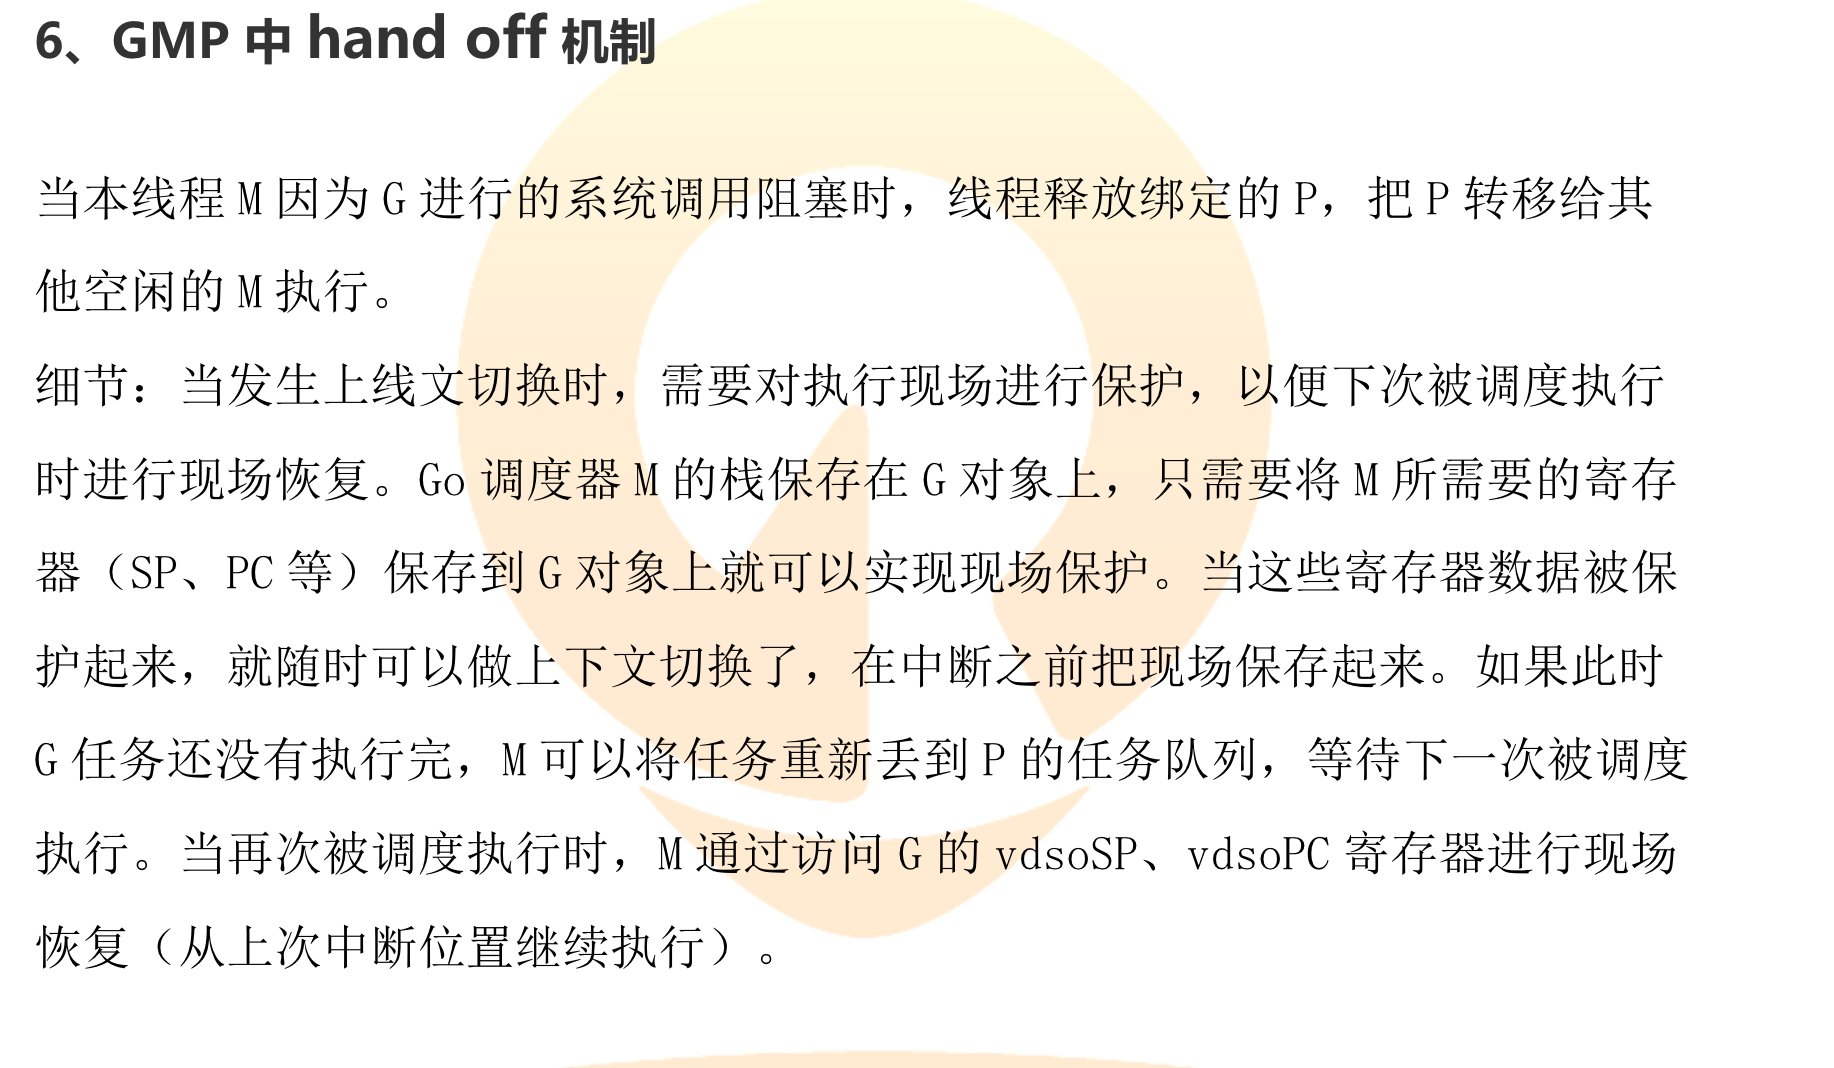 6、GMP 中 hand off 机制
当本线程 M 因为 G 进行的系统调用阻塞时，线程释放绑定的 P，把 P 转移给其
他空闲的 M 执行。
细节：当发生上线文切换时，需要对执行现场进行保护，以便下次被调度执行
时进行现场恢复。Go 调度器 M 的栈保存在 G 对象上，只需要将 M 所需要的寄存
器（SP、PC 等）保存到 G 对象上就可以实现现场保护。当这些寄存器数据被保
护起来，就随时可以做上下文切换了，在中断之前把现场保存起来。如果此时
G 任务还没有执行完，M 可以将任务重新丢到 P 的任务队列，等待下一次被调度
执行。当再次被调度执行时，M 通过访问 G 的 vdsoSP、vdsoPC 寄存器进行现场
恢复（从上次中断位置继续执行）。